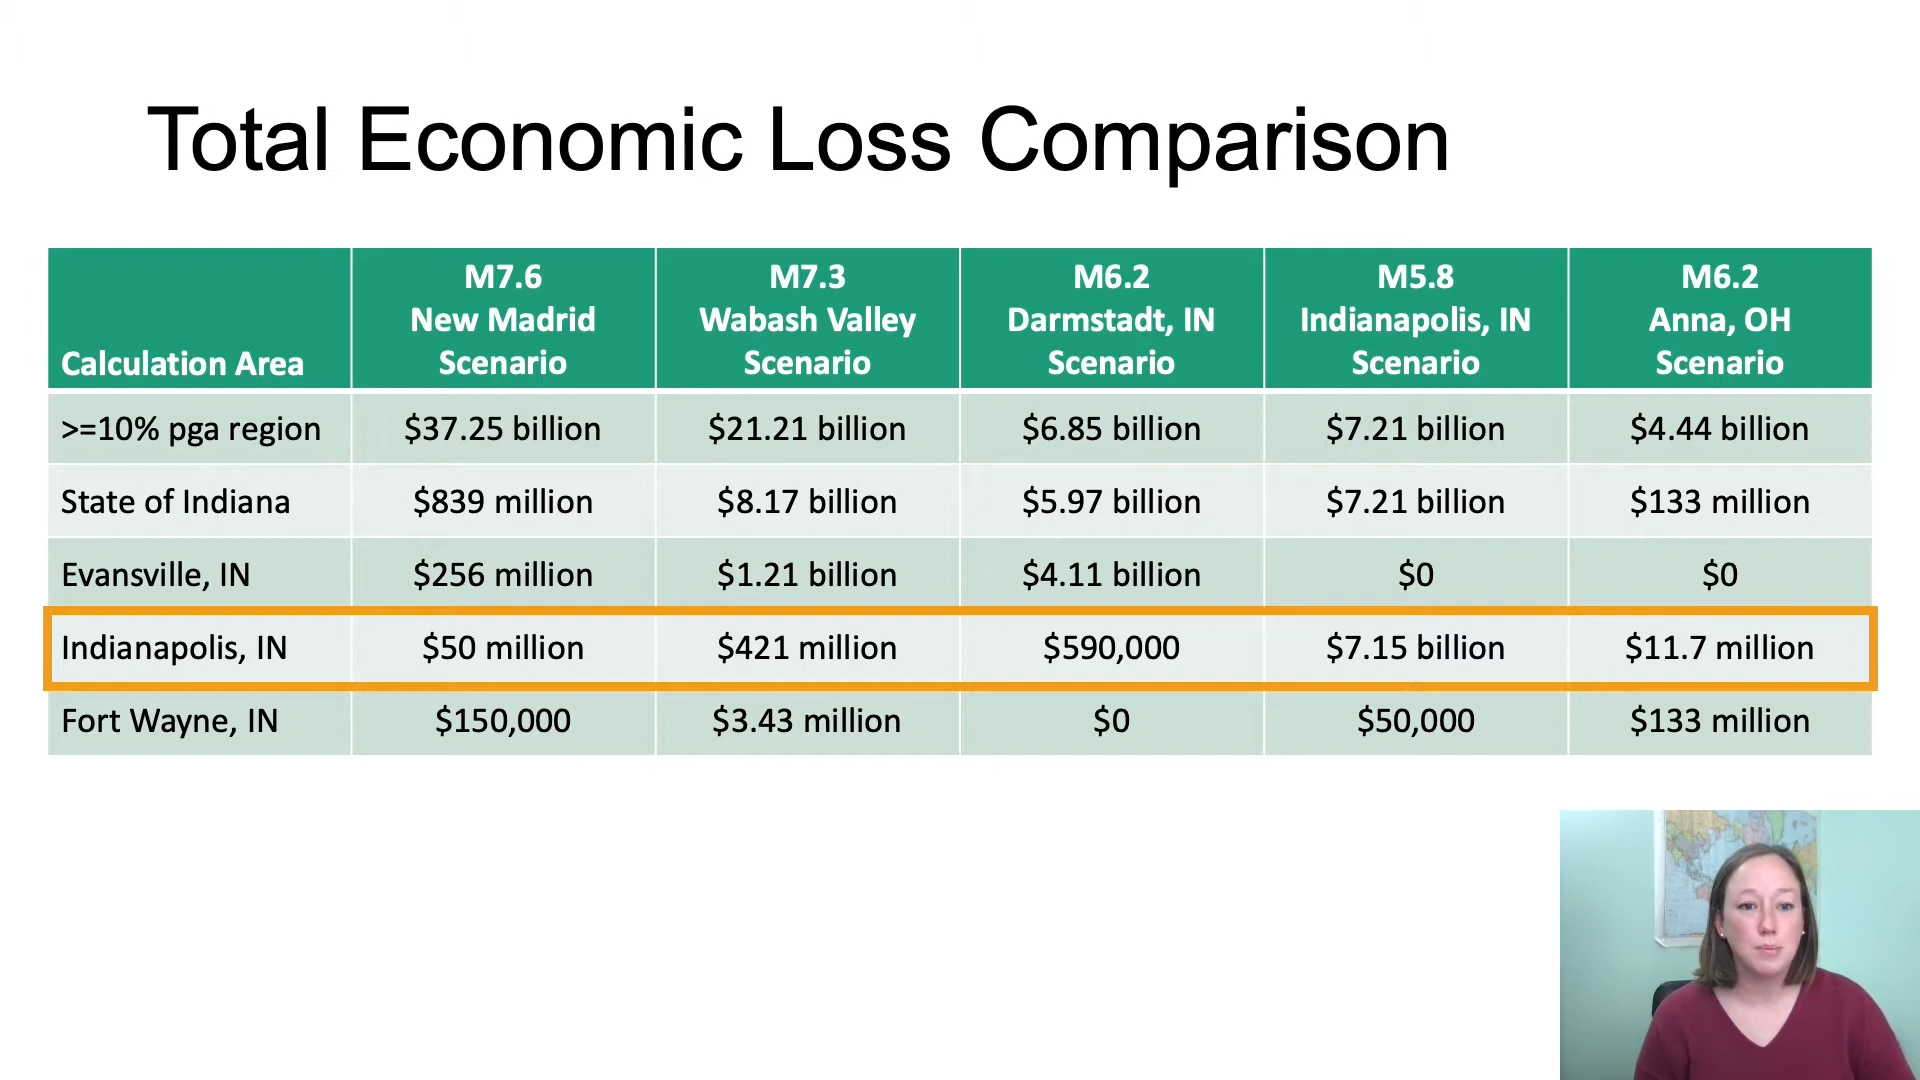 Total Economic Loss Comparison
Calculation Area
M7.6
New Madrid
Scenario
M7.3
Wabash Valley
Scenario
M6.2
Darmstadt, IN
Scenario
M5.8
Indianapolis, IN
Scenario
M6.2
Anna, OH
Scenario
>=10% pga region $37.25 billion $21.21 billion $6.85 billion $7.21 billion $4.44 billion
State of Indiana $839 million $8.17 billion $5.97 billion $7.21 billion $133 million
Evansville, IN $256 million $1.21 billion $4.11 billion $0 $0
Indianapolis, IN $50 million $421 million $590,000 $7.15 billion $11.7 million
Fort Wayne, IN $150,000 $3.43 million $0 $50,000 $133 million